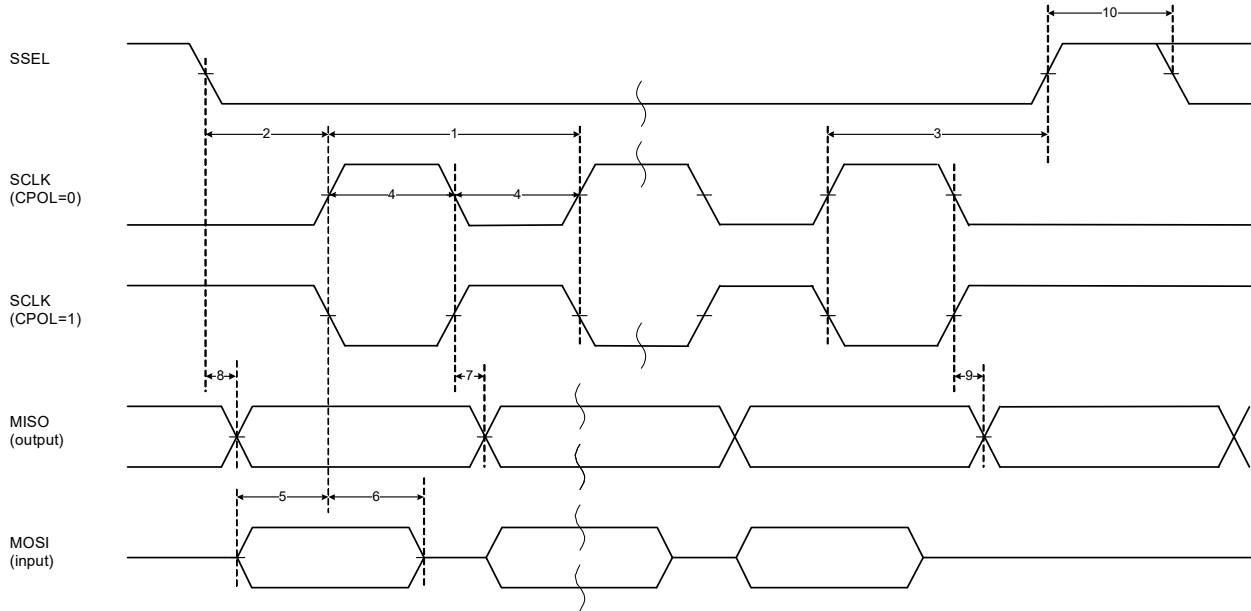 10
SSEL
2
1
3
SCLK
(CPOL=0)
4
4
SCLK
(CPOL=1)
8
7
9
MISO
(output)
5
6
MOSI
(input)